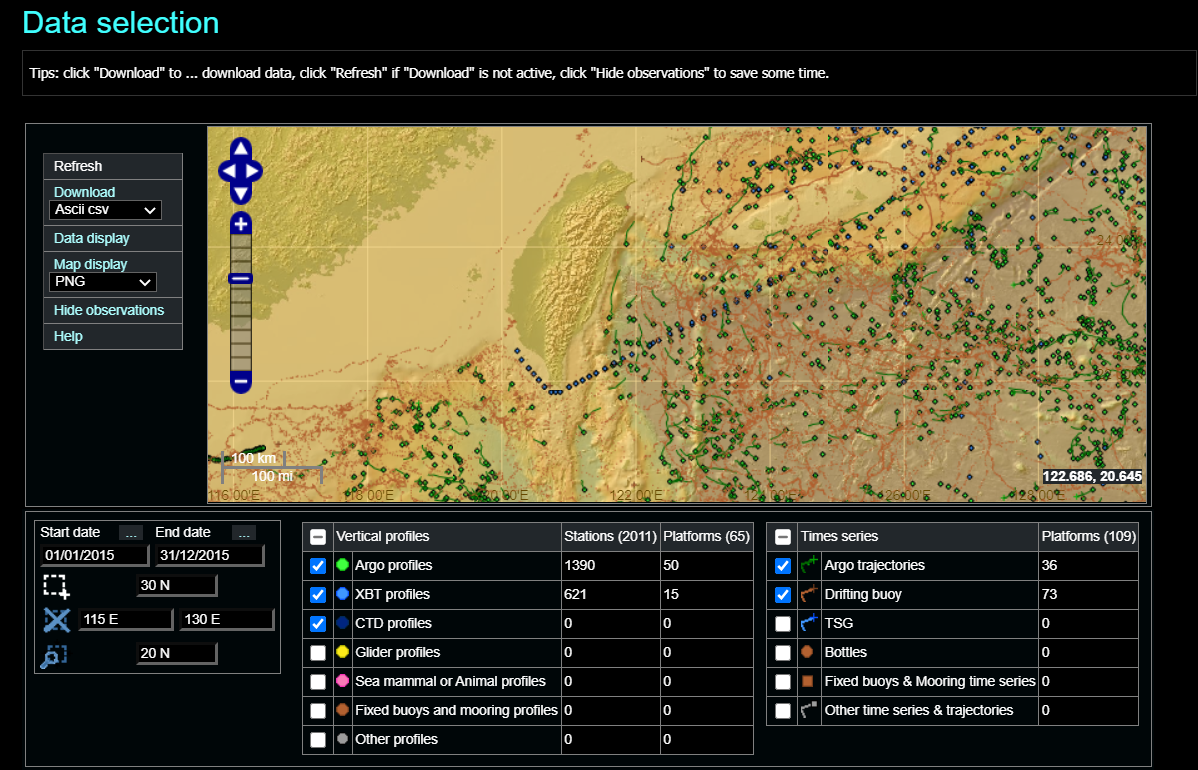 Data selection
Tips: click "Download" to ... download data, click "Refresh" if "Download" is not active, click "Hide observations" to save some time.
Refresh
Download
Ascii csv
Data display
Map display
PNG
Hide observations
Help
24 00'
100 km
100 mi
122.686, 20.645
116 00'E
118 00'E
00'E
122 00'E
126 00'E
128 00'E
Start date ... End date ...
01/01/2015 31/12/2015
30 N
115 E 130 E
20 N
Vertical profiles Stations (2011) Platforms (65)
Argo profiles 1390 50
XBT profiles 621 15
CTD profiles 0 0
Glider profiles 0 0
Sea mammal or Animal profiles 0 0
Fixed buoys and mooring profiles 0 0
Other profiles 0 0
Times series Platforms (109)
Argo trajectories 36
Drifting buoy 73
TSG 0
Bottles 0
Fixed buoys & Mooring time series 0
Other time series & trajectories 0